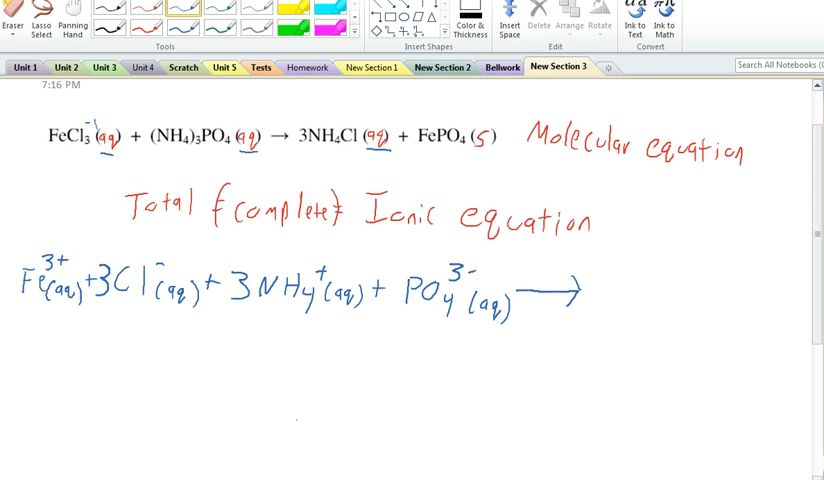 Eraser Lasso Select Panning Hand Insert Space Delete Arrange Rotate Ink to Text Ink to Math
Color & Thickness
Tools Insert Shapes Edit Convert
Unit 1 Unit 2 Unit 3 Unit 4 Scratch Unit 5 Tests Homework New Section 1 New Section 2 Bellwork New Section 3 Search All Notebooks (C
7:16 PM
FeCl₃⁻¹(aq) + (NH₄)₃PO₄(aq) → 3NH₄Cl(aq) + FePO₄(s) Molecular equation
Total (complete) Ionic equation
Fe³⁺(aq) + 3Cl⁻(aq) + 3NH₄⁺(aq) + PO₄³⁻(aq) →